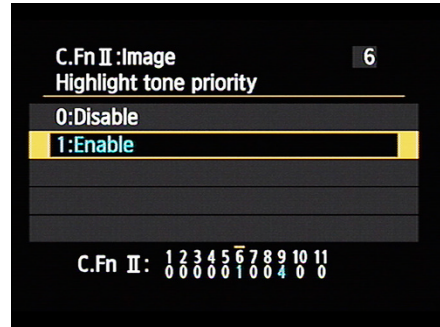 C.Fn II :Image 6
Highlight tone priority
0:Disable
1:Enable
C.Fn II : 1 2 3 4 5 6 7 8 9 10 11
0 0 0 0 0 1 0 0 4 0 0